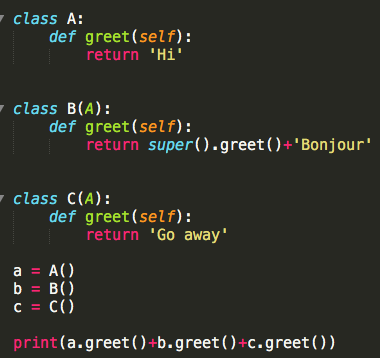 class A:
    def greet(self):
        return 'Hi'
class B(A):
    def greet(self):
        return super().greet()+'Bonjour'
class C(A):
    def greet(self):
        return 'Go away'
a = A()
b = B()
c = C()
print(a.greet()+b.greet()+c.greet())